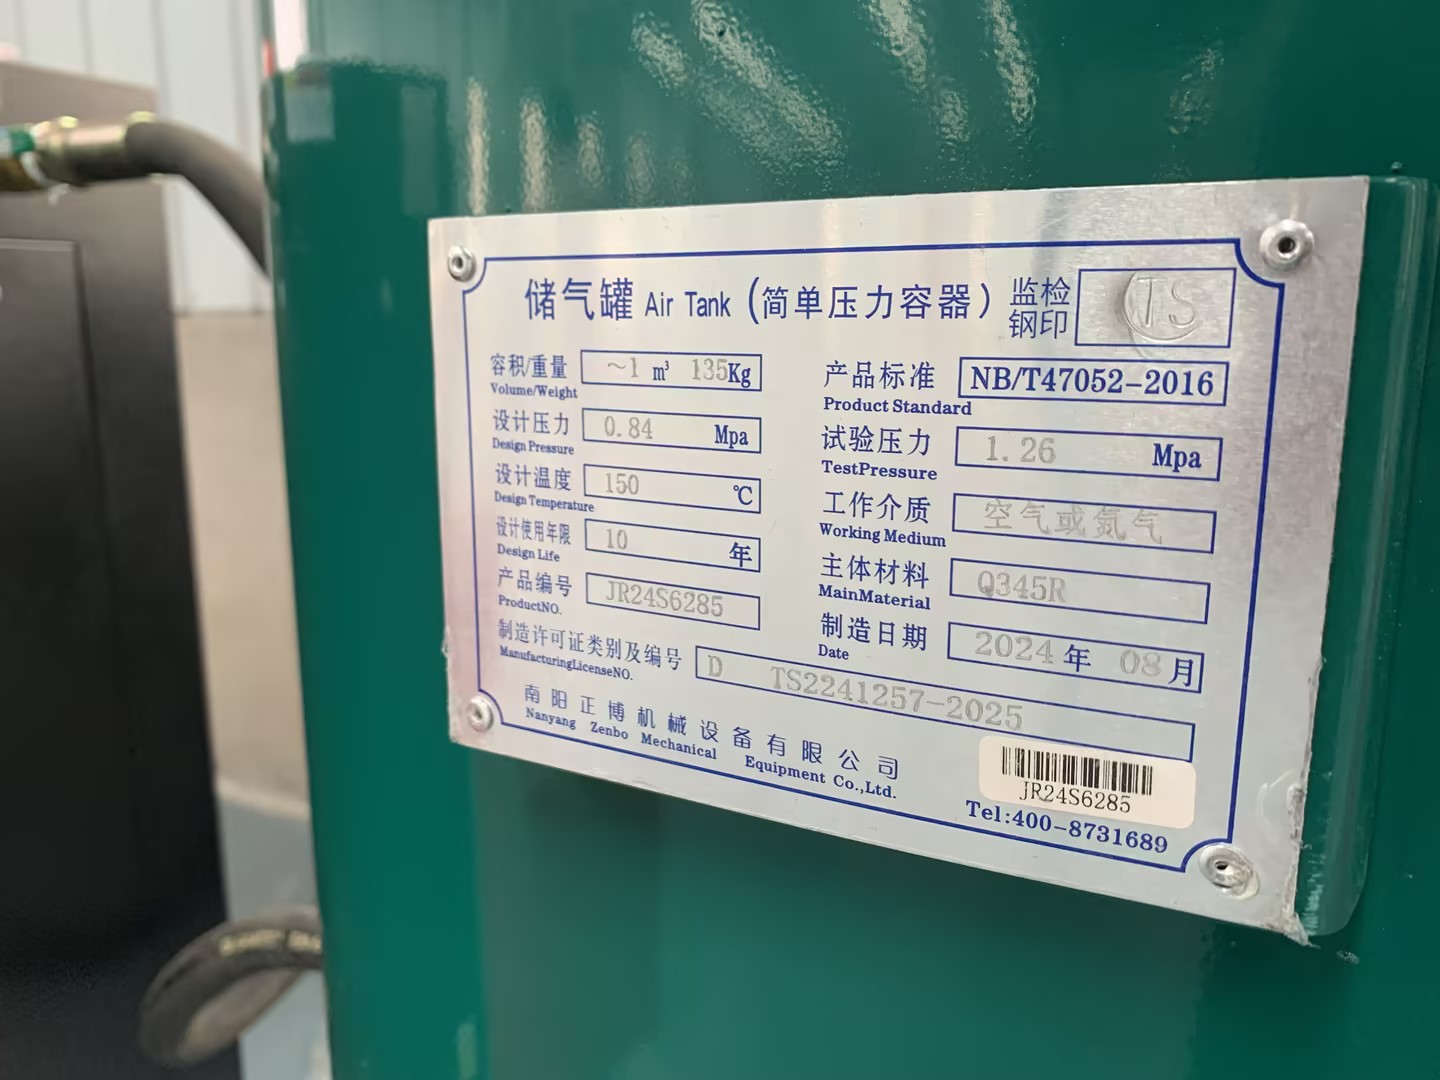 储气罐 Air Tank (简单压力容器) 监检钢印 TS
容积/重量 ~1 m³ 135Kg
Volume/Weight
产品标准 NB/T47052-2016
Product Standard
设计压力 0.84 Mpa
Design Pressure
试验压力 1.26 Mpa
TestPressure
设计温度 150 ℃
Design Temperature
工作介质 空气或氮气
Working Medium
设计使用年限 10 年
Design Life
主体材料 Q345R
MainMaterial
产品编号 JR24S6285
ProductNO.
制造日期 2024 年 08 月
Date
制造许可证类别及编号 D TS2241257-2025
ManufacturingLicenseNO.
南阳正博机械设备有限公司
Nanyang Zenbo Mechanical Equipment Co.,Ltd.
JR24S6285
Tel:400-8731689